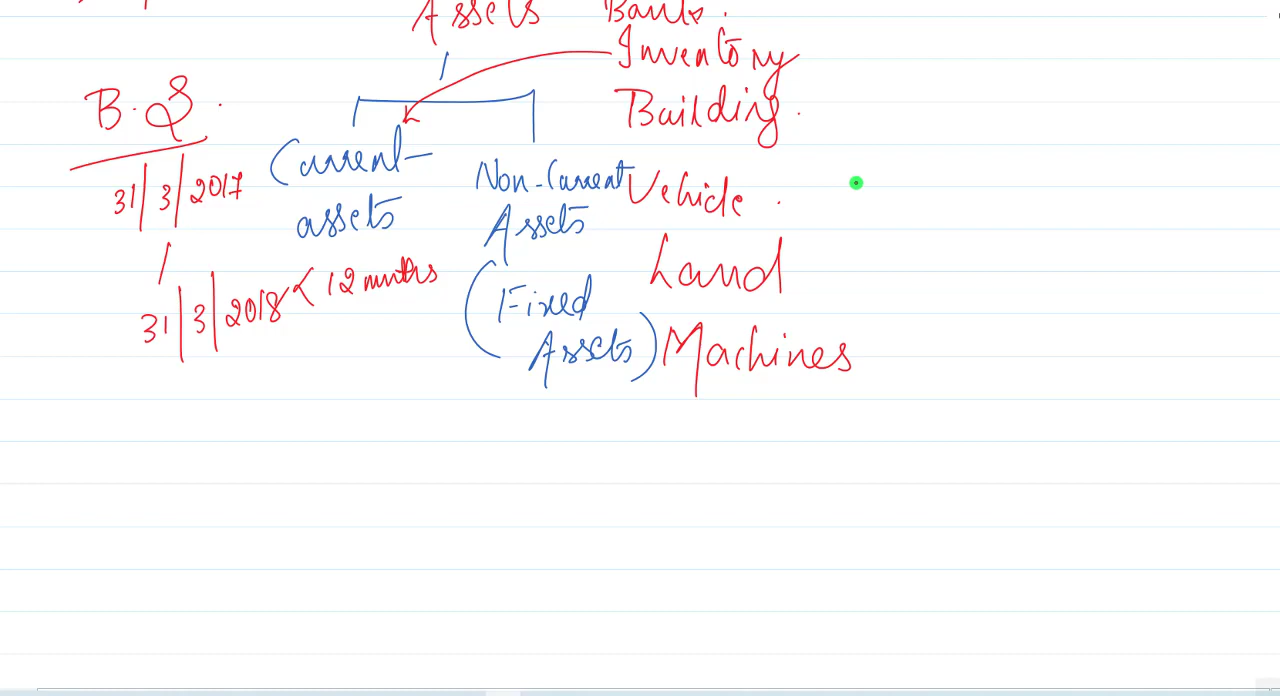 Assets
Bank.
Inventory
Building.
B.S.
31/3/2017
Current
assets
Non-Current
Assets
Vehicle.
31/3/2018 < 12 months
(Fixed
Assets)
Land
Machines